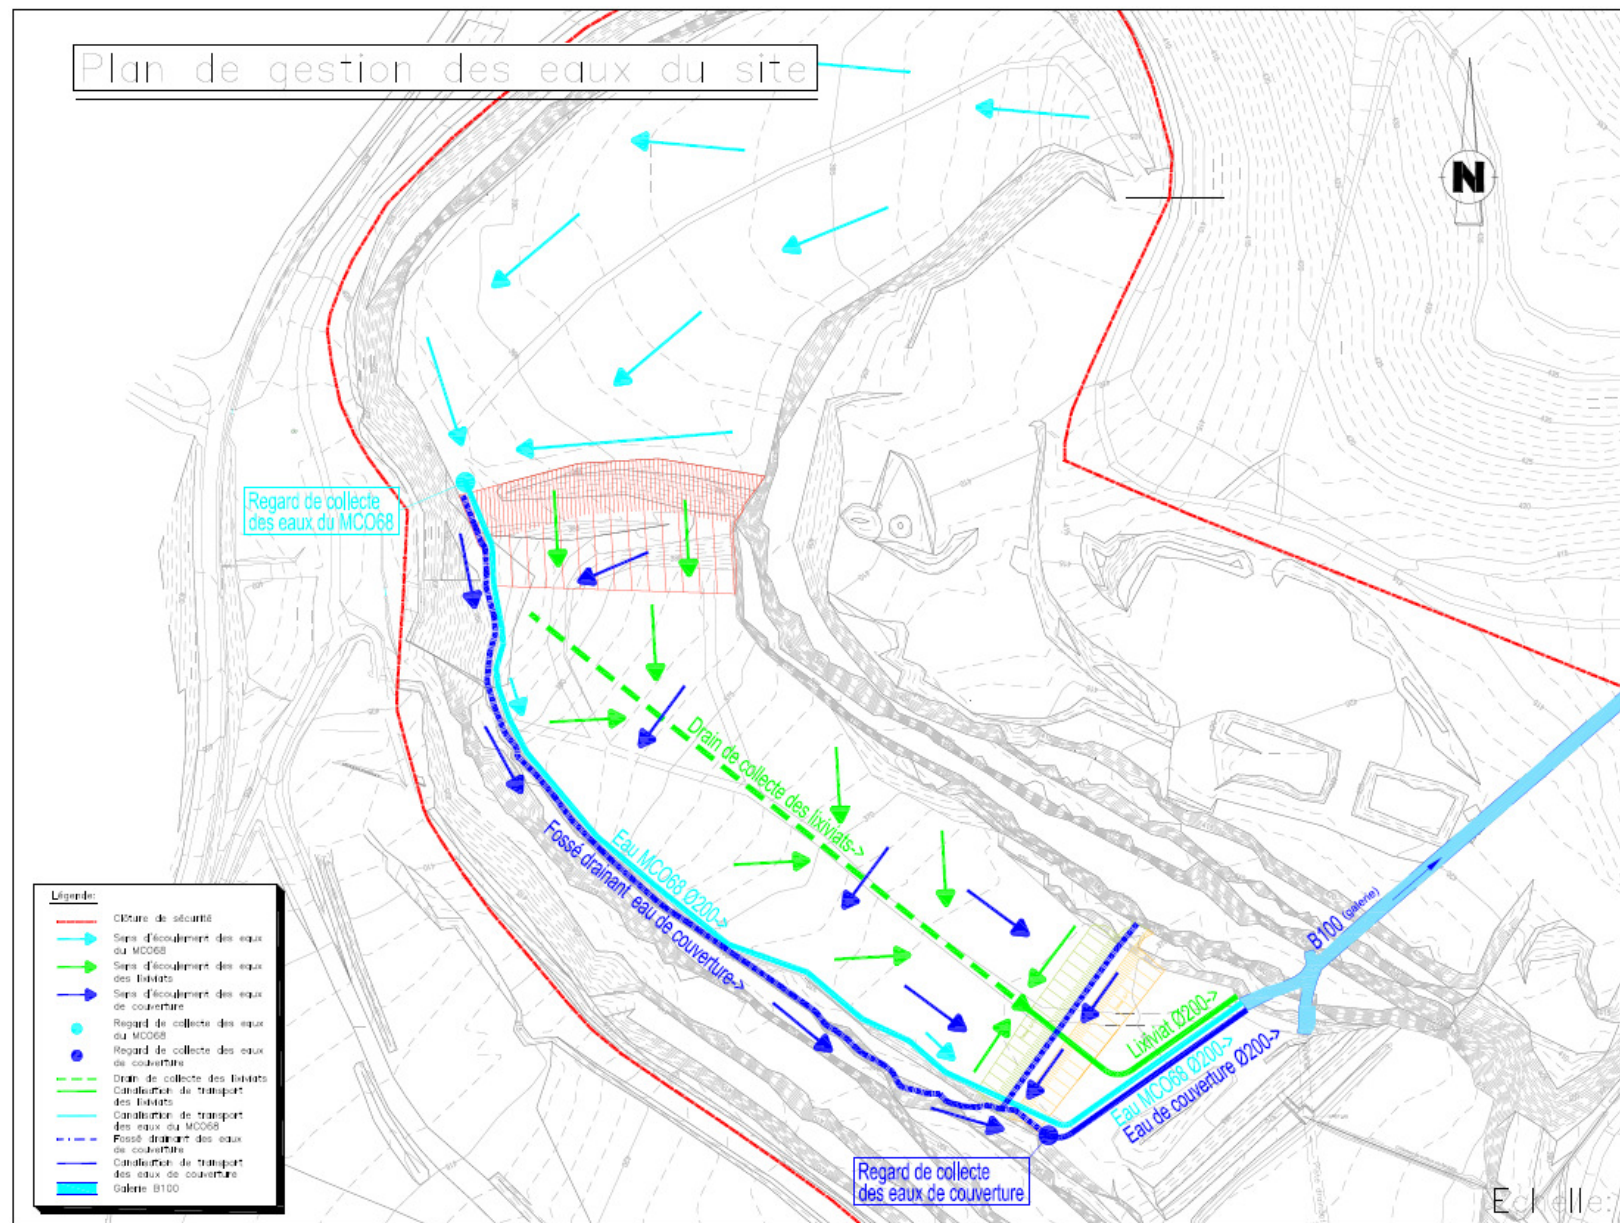 Plan de gestion des eaux du site
N
Regard de collecte
des eaux du MCO68
Drain de collecte des lixiviats->
Eau MCO68 Ø200->
Fossé drainant eau de couverture->
B100 (galerie)
Lixiviat Ø200->
Eau MCO68 Ø200->
Eau de couverture Ø200->
Regard de collecte
des eaux de couverture
Légende:
Clôture de sécurité
Sens d'écoulement des eaux
du MCO68
Sens d'écoulement des eaux
des lixiviats
Sens d'écoulement des eaux
de couverture
Regard de collecte des eaux
du MCO68
Regard de collecte des eaux
de couverture
Drain de collecte des lixiviats
Canalisation de transport
des lixiviats
Canalisation de transport
des eaux du MCO68
Fossé drainant des eaux
de couverture
Canalisation de transport
des eaux de couverture
Galerie B100
Echelle: